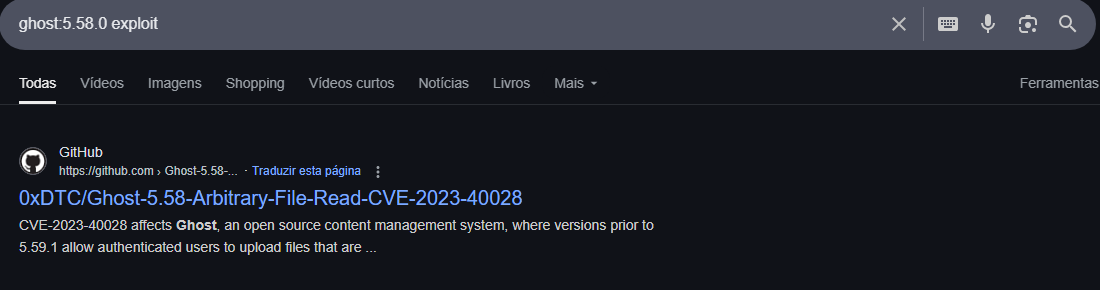 ghost:5.58.0 exploit
Todas Vídeos Imagens Shopping Vídeos curtos Notícias Livros Mais Ferramentas
GitHub
https://github.com › Ghost-5.58-... · Traduzir esta página
0xDTC/Ghost-5.58-Arbitrary-File-Read-CVE-2023-40028
CVE-2023-40028 affects Ghost, an open source content management system, where versions prior to
5.59.1 allow authenticated users to upload files that are ...